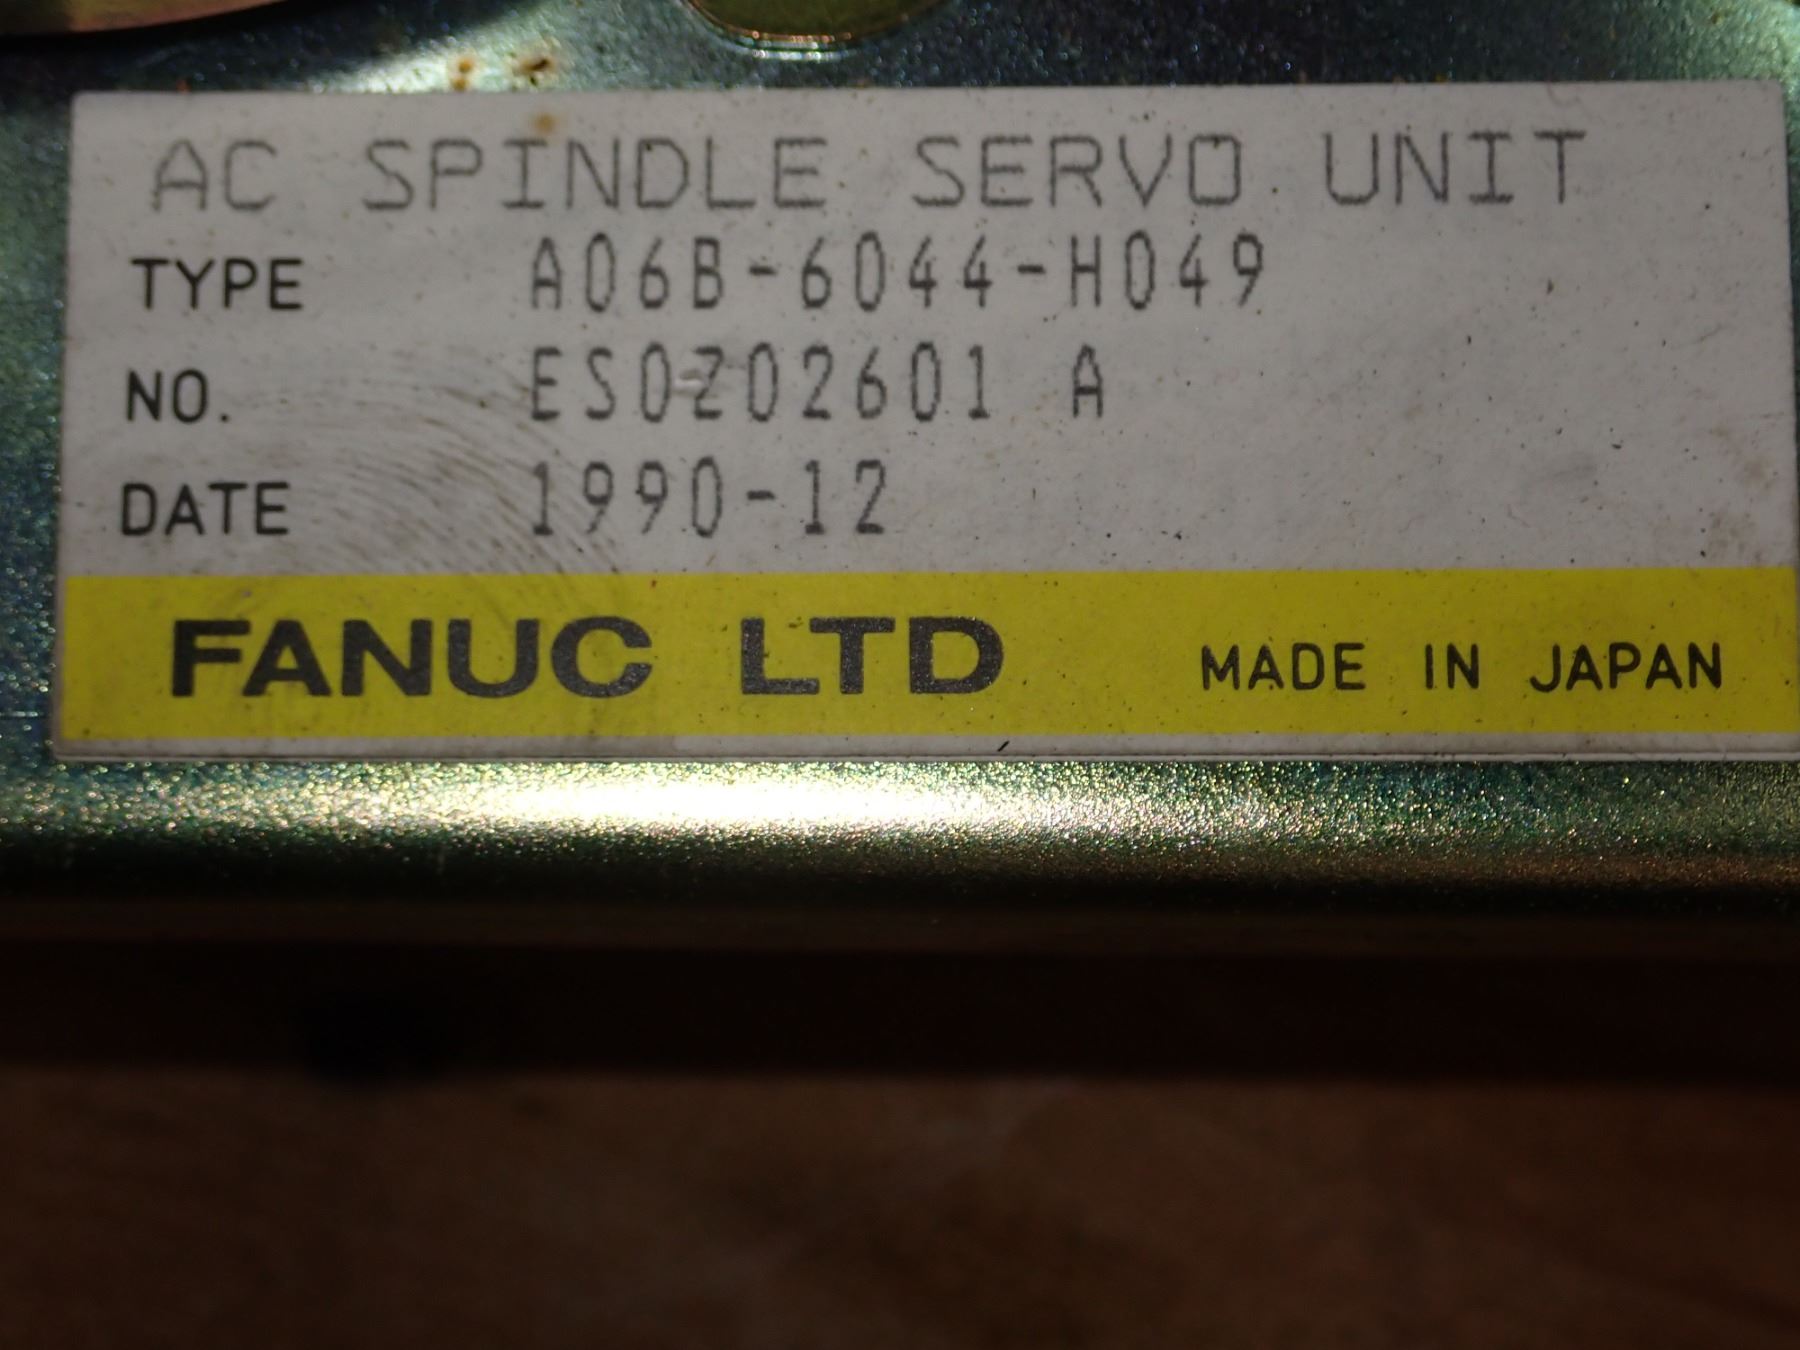 AC SPINDLE SERVO UNIT
TYPE A06B-6044-H049
NO. ES0Z02601 A
DATE 1990-12
FANUC LTD MADE IN JAPAN